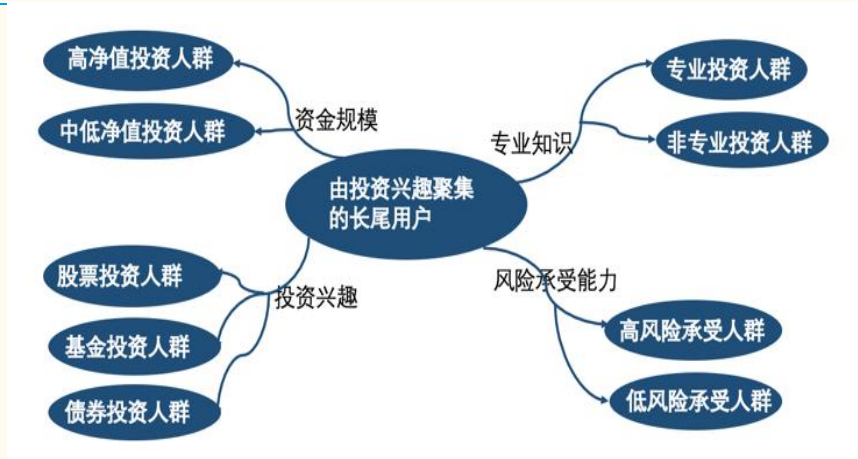 高净值投资人群
中低净值投资人群
资金规模
专业投资人群
专业知识
非专业投资人群
由投资兴趣聚集
的长尾用户
股票投资人群
投资兴趣
基金投资人群
债券投资人群
风险承受能力
高风险承受人群
低风险承受人群